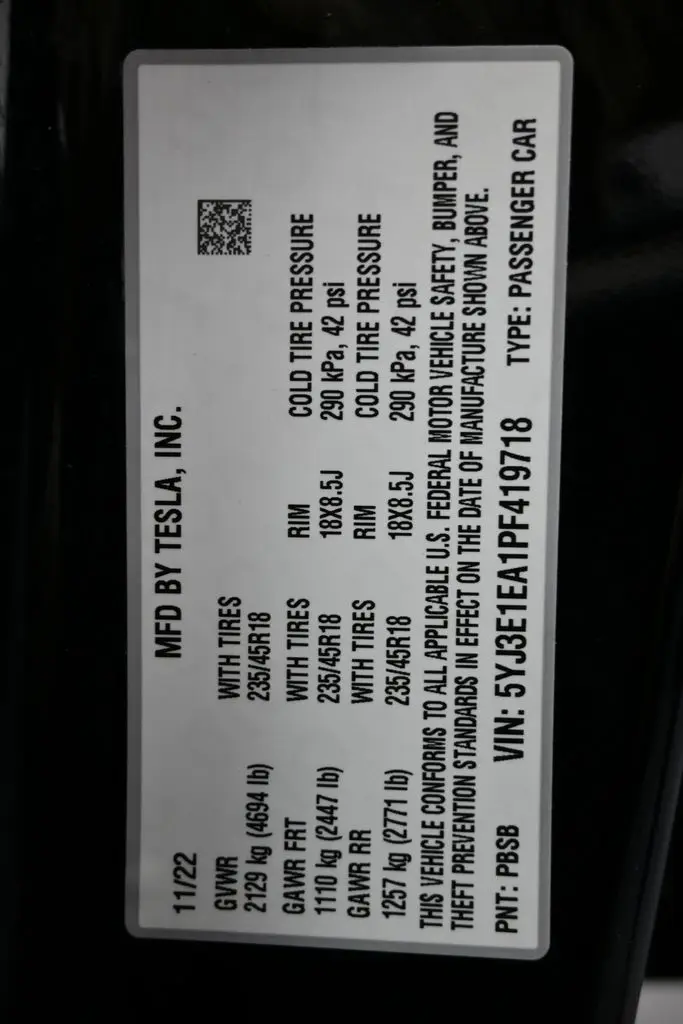 MFD BY TESLA, INC.
11/22
GVWR WITH TIRES
2129 kg (4694 lb) 235/45R18
GAWR FRT WITH TIRES RIM COLD TIRE PRESSURE
1110 kg (2447 lb) 235/45R18 18X8.5J 290 kPa, 42 psi
GAWR RR WITH TIRES RIM COLD TIRE PRESSURE
1257 kg (2771 lb) 235/45R18 18X8.5J 290 kPa, 42 psi
THIS VEHICLE CONFORMS TO ALL APPLICABLE U.S. FEDERAL MOTOR VEHICLE SAFETY, BUMPER, AND
THEFT PREVENTION STANDARDS IN EFFECT ON THE DATE OF MANUFACTURE SHOWN ABOVE.
PNT: PBSB VIN: 5YJ3E1EA1PF419718 TYPE: PASSENGER CAR